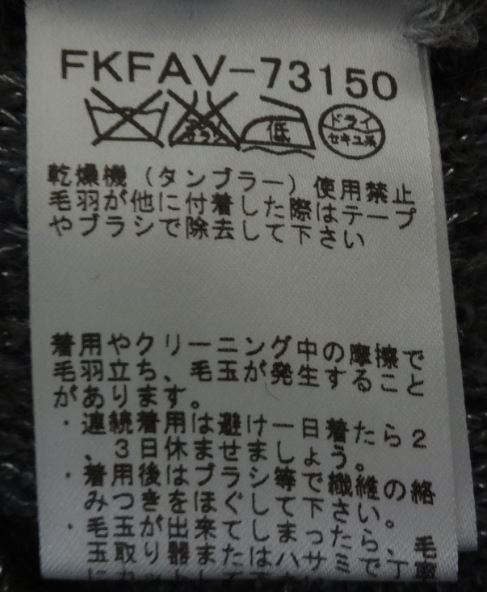 FKFAV-73150
低 ドライ
セキユ系
乾燥機（タンブラー）使用禁止
毛羽が他に付着した際はテープ
やブラシで除去して下さい
着用やクリーニング中の摩擦で
毛羽立ち、毛玉が発生すること
があります。
・連続着用は避け一日着たら2
、3日休ませましょう。
・着用後はブラシ等で繊維の絡
みつきをほぐして下さい。
・毛玉が出来てしまったら、毛
玉取り器またはハサミで丁